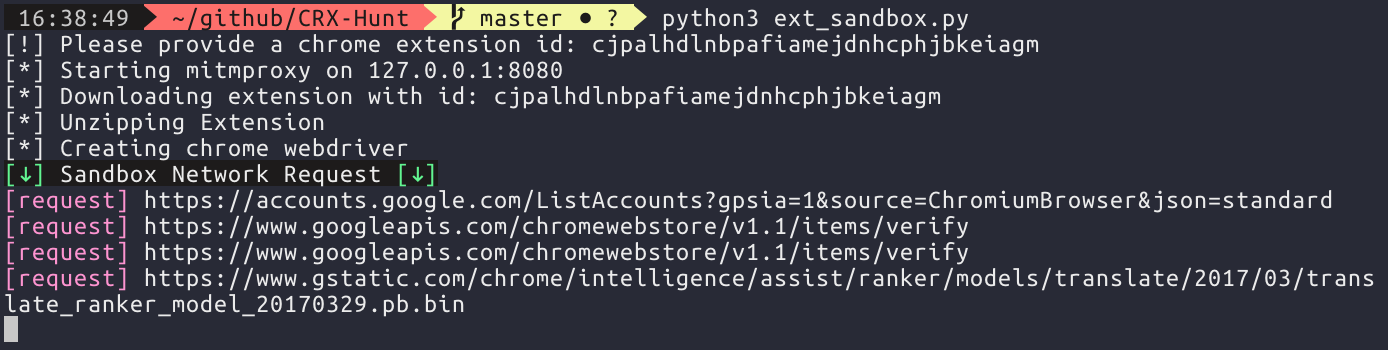 16:38:49 ~/github/CRX-Hunt master ● ? python3 ext_sandbox.py
[!] Please provide a chrome extension id: cjpalhdlnbpafiamejdnhcphjbkeiagm
[*] Starting mitmproxy on 127.0.0.1:8080
[*] Downloading extension with id: cjpalhdlnbpafiamejdnhcphjbkeiagm
[*] Unzipping Extension
[*] Creating chrome webdriver
[↓] Sandbox Network Request [↓]
[request] https://accounts.google.com/ListAccounts?gpsia=1&source=ChromiumBrowser&json=standard
[request] https://www.googleapis.com/chromewebstore/v1.1/items/verify
[request] https://www.googleapis.com/chromewebstore/v1.1/items/verify
[request] https://www.gstatic.com/chrome/intelligence/assist/ranker/models/translate/2017/03/trans
late_ranker_model_20170329.pb.bin